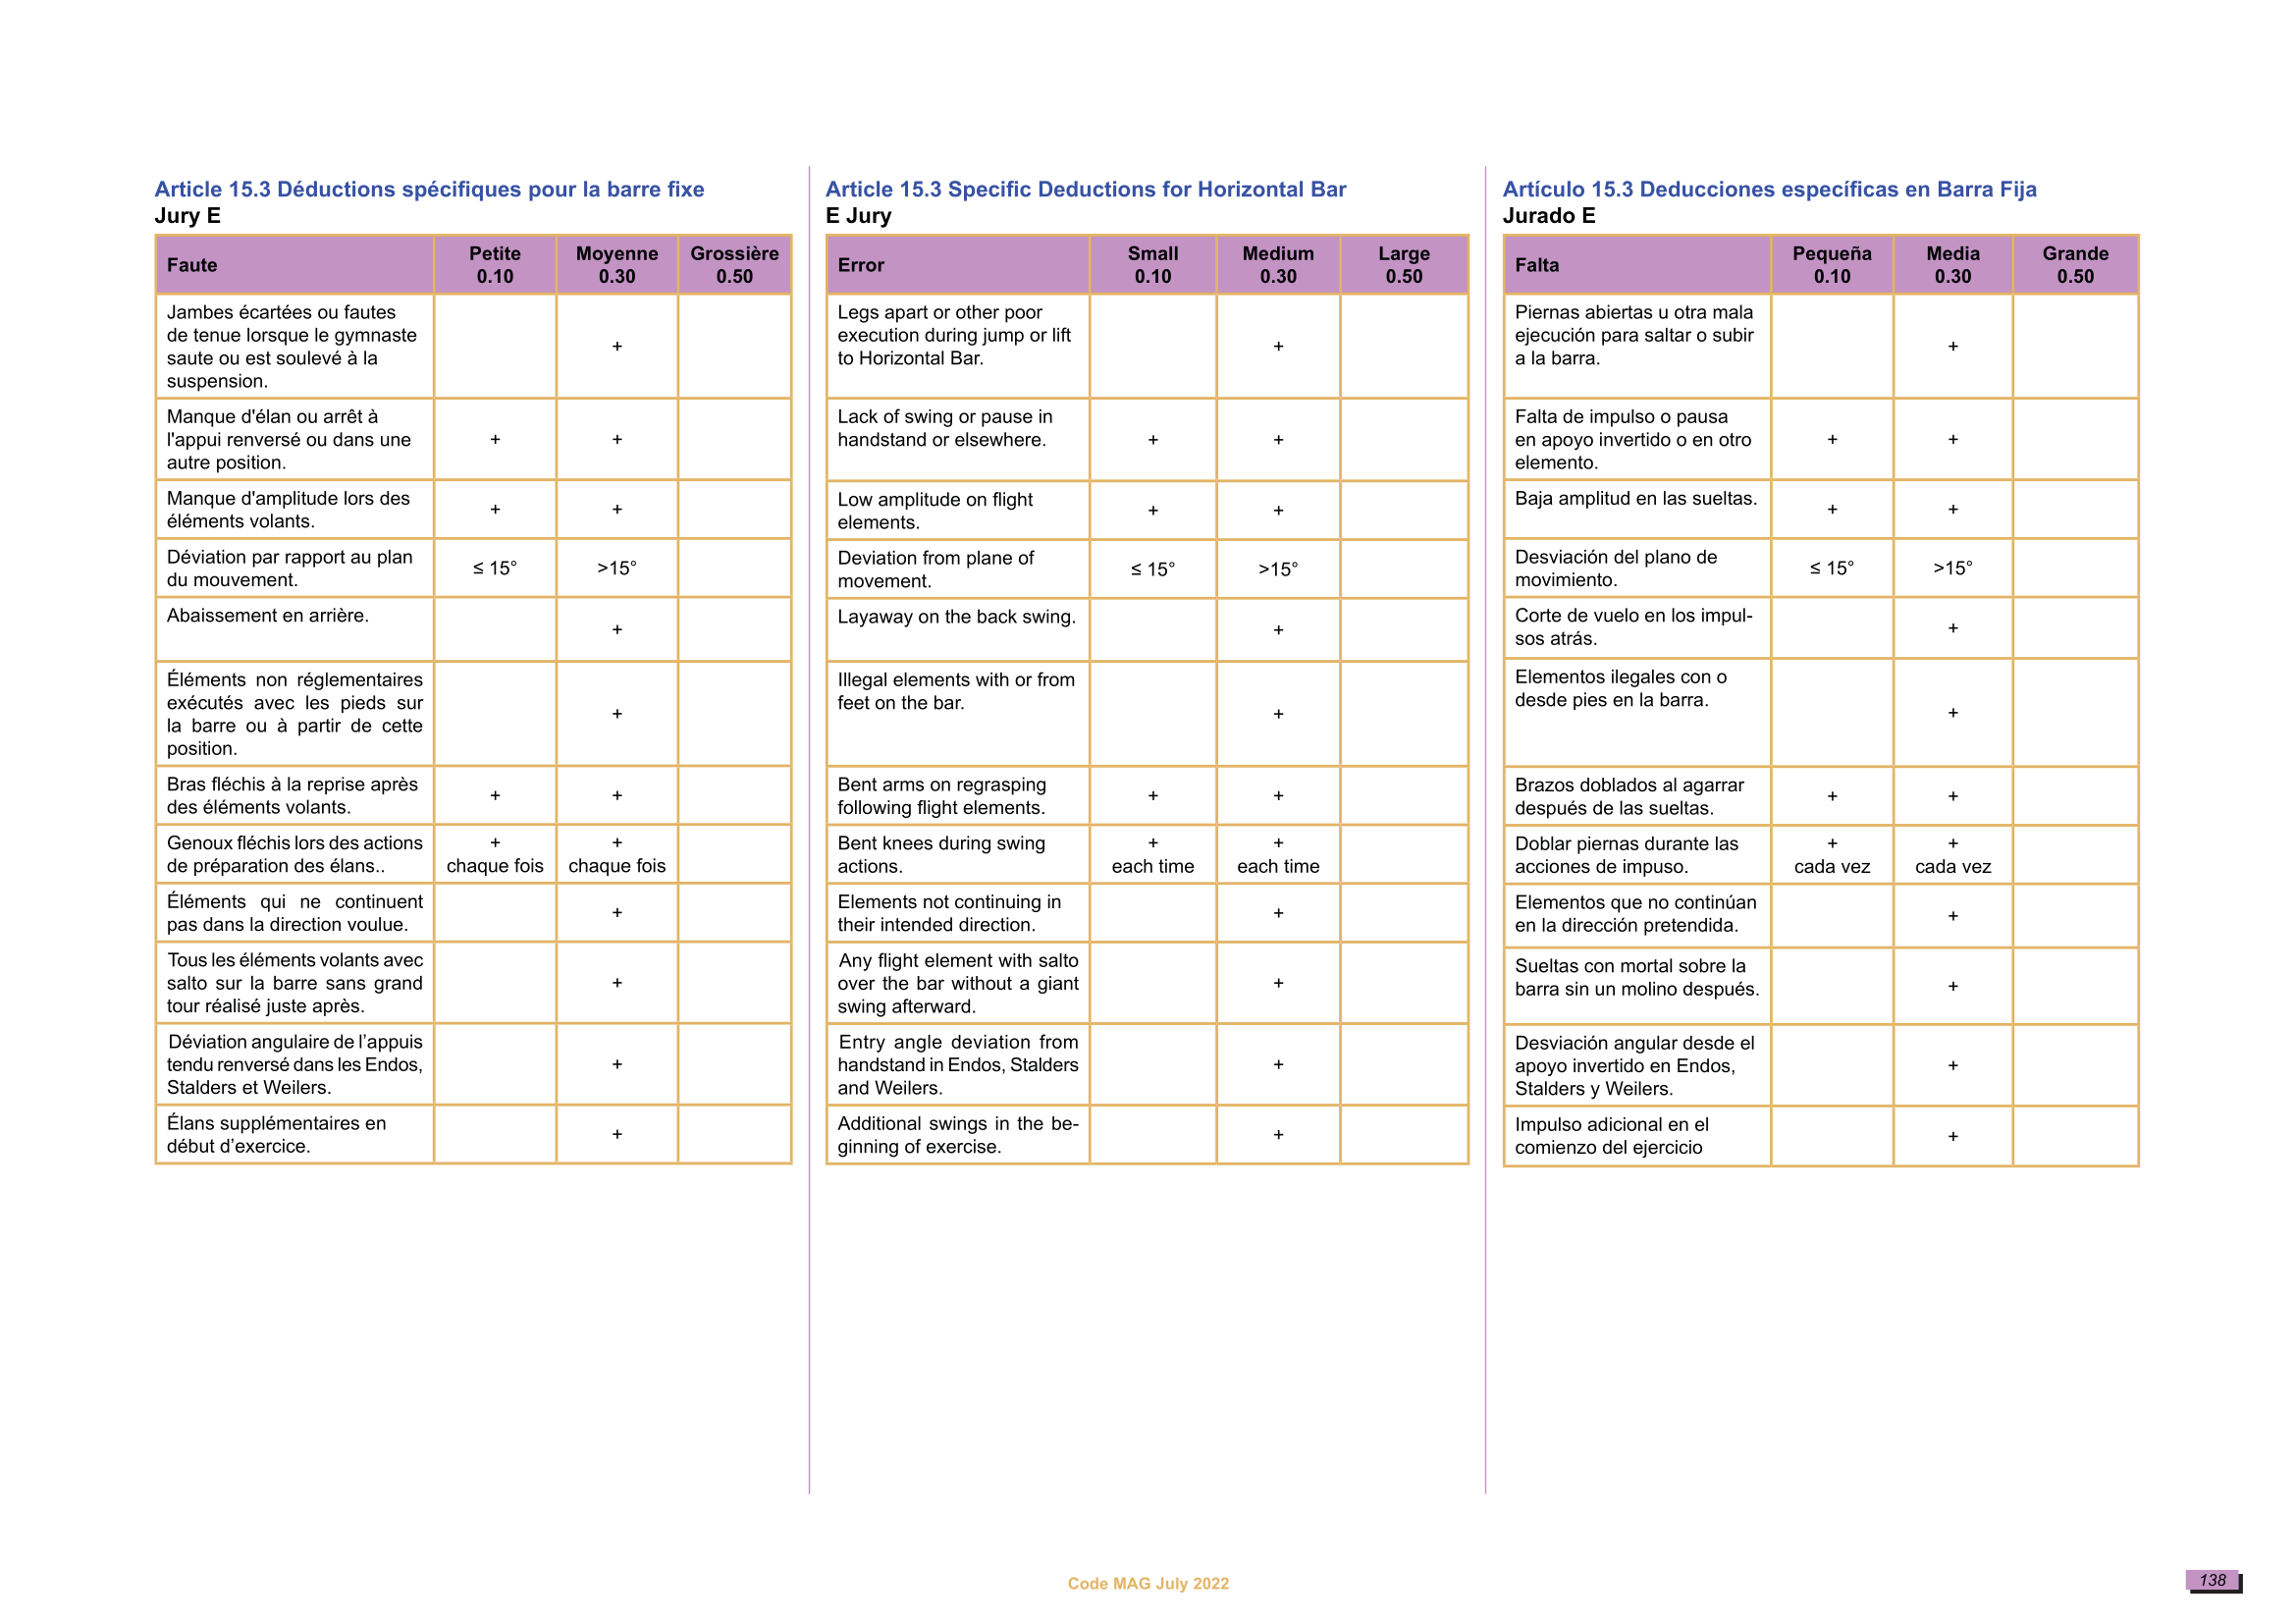 Article 15.3 Déductions spécifiques pour la barre fixe
Jury E
Faute
Petite
0.10
Moyenne
0.30
Grossière
0.50
Jambes écartées ou fautes
de tenue lorsque le gymnaste
saute ou est soulevé à la
suspension.
+
Manque d'élan ou arrêt à
l'appui renversé ou dans une
autre position.
+
+
Manque d'amplitude lors des
éléments volants.
+
+
Déviation par rapport au plan
du mouvement.
≤ 15°
>15°
Abaissement en arrière.
+
Éléments non réglementaires
exécutés avec les pieds sur
la barre ou à partir de cette
position.
+
Bras fléchis à la reprise après
des éléments volants.
+
+
Genoux fléchis lors des actions
de préparation des élans..
+
chaque fois
+
chaque fois
Éléments qui ne continuent
pas dans la direction voulue.
+
Tous les éléments volants avec
salto sur la barre sans grand
tour réalisé juste après.
+
Déviation angulaire de l’appuis
tendu renversé dans les Endos,
Stalders et Weilers.
+
Élans supplémentaires en
début d’exercice.
+
Article 15.3 Specific Deductions for Horizontal Bar
E Jury
Error
Small
0.10
Medium
0.30
Large
0.50
Legs apart or other poor
execution during jump or lift
to Horizontal Bar.
+
Lack of swing or pause in
handstand or elsewhere.
+
+
Low amplitude on flight
elements.
+
+
Deviation from plane of
movement.
≤ 15°
>15°
Layaway on the back swing.
+
Illegal elements with or from
feet on the bar.
+
Bent arms on regrasping
following flight elements.
+
+
Bent knees during swing
actions.
+
each time
+
each time
Elements not continuing in
their intended direction.
+
Any flight element with salto
over the bar without a giant
swing afterward.
+
Entry angle deviation from
handstand in Endos, Stalders
and Weilers.
+
Additional swings in the be-
ginning of exercise.
+
Artículo 15.3 Deducciones específicas en Barra Fija
Jurado E
Falta
Pequeña
0.10
Media
0.30
Grande
0.50
Piernas abiertas u otra mala
ejecución para saltar o subir
a la barra.
+
Falta de impulso o pausa
en apoyo invertido o en otro
elemento.
+
+
Baja amplitud en las sueltas.
+
+
Desviación del plano de
movimiento.
≤ 15°
>15°
Corte de vuelo en los impul-
sos atrás.
+
Elementos ilegales con o
desde pies en la barra.
+
Brazos doblados al agarrar
después de las sueltas.
+
+
Doblar piernas durante las
acciones de impuso.
+
cada vez
+
cada vez
Elementos que no continúan
en la dirección pretendida.
+
Sueltas con mortal sobre la
barra sin un molino después.
+
Desviación angular desde el
apoyo invertido en Endos,
Stalders y Weilers.
+
Impulso adicional en el
comienzo del ejercicio
+
Code MAG July 2022
138